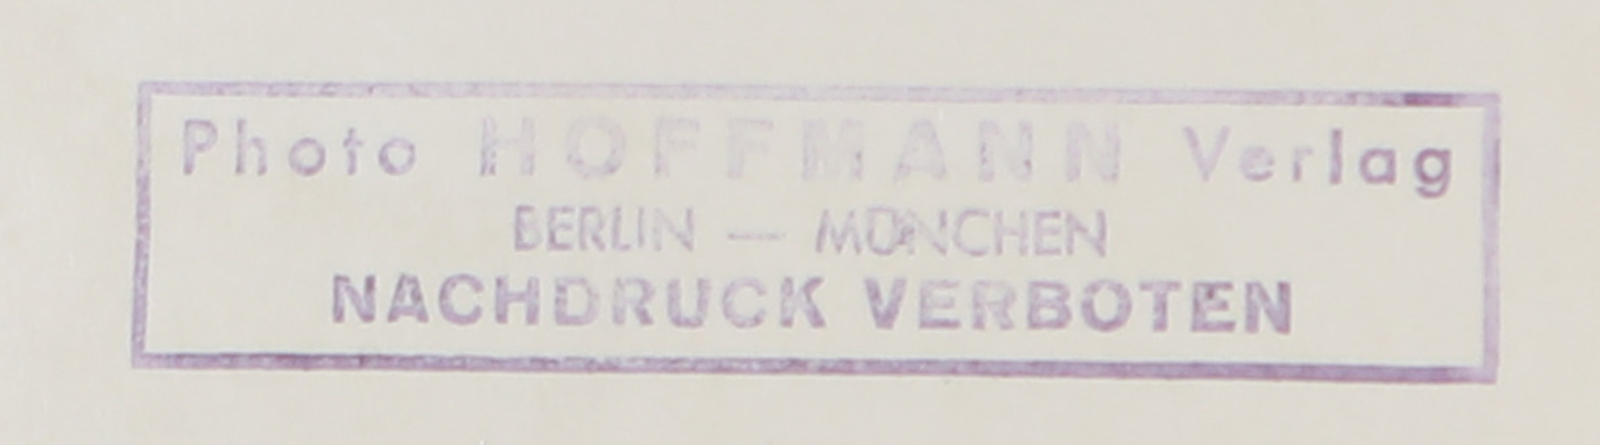 Photo HOFFMANN Verlag
BERLIN — MÜNCHEN
NACHDRUCK VERBOTEN